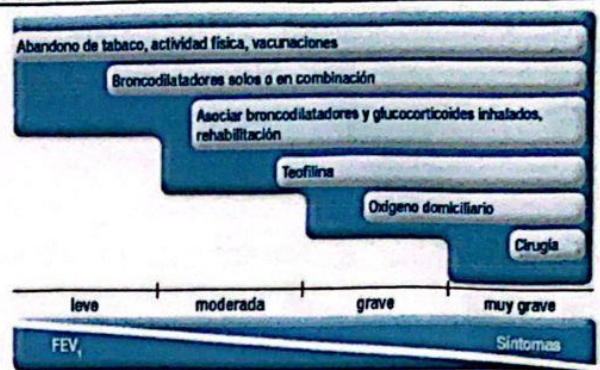 Abandono de tabaco, actividad física, vacunaciones
Broncodilatadores solos o en combinación
Asociar broncodilatadores y glucocorticoides inhalados,
rehabilitación
Teofilina
Oxígeno domiciliario
Cirugía
leve moderada grave muy grave
FEV₁ Síntomas